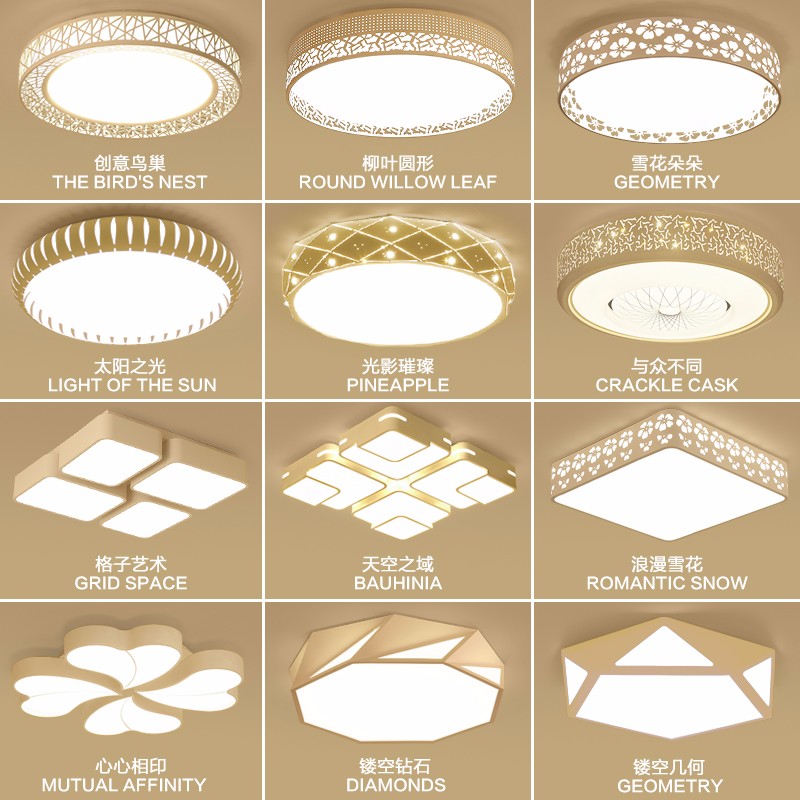 创意鸟巢
THE BIRD'S NEST
柳叶圆形
ROUND WILLOW LEAF
雪花朵朵
GEOMETRY
太阳之光
LIGHT OF THE SUN
光影璀璨
PINEAPPLE
与众不同
CRACKLE CASK
格子艺术
GRID SPACE
天空之域
BAUHINIA
浪漫雪花
ROMANTIC SNOW
心心相印
MUTUAL AFFINITY
镂空钻石
DIAMONDS
镂空几何
GEOMETRY